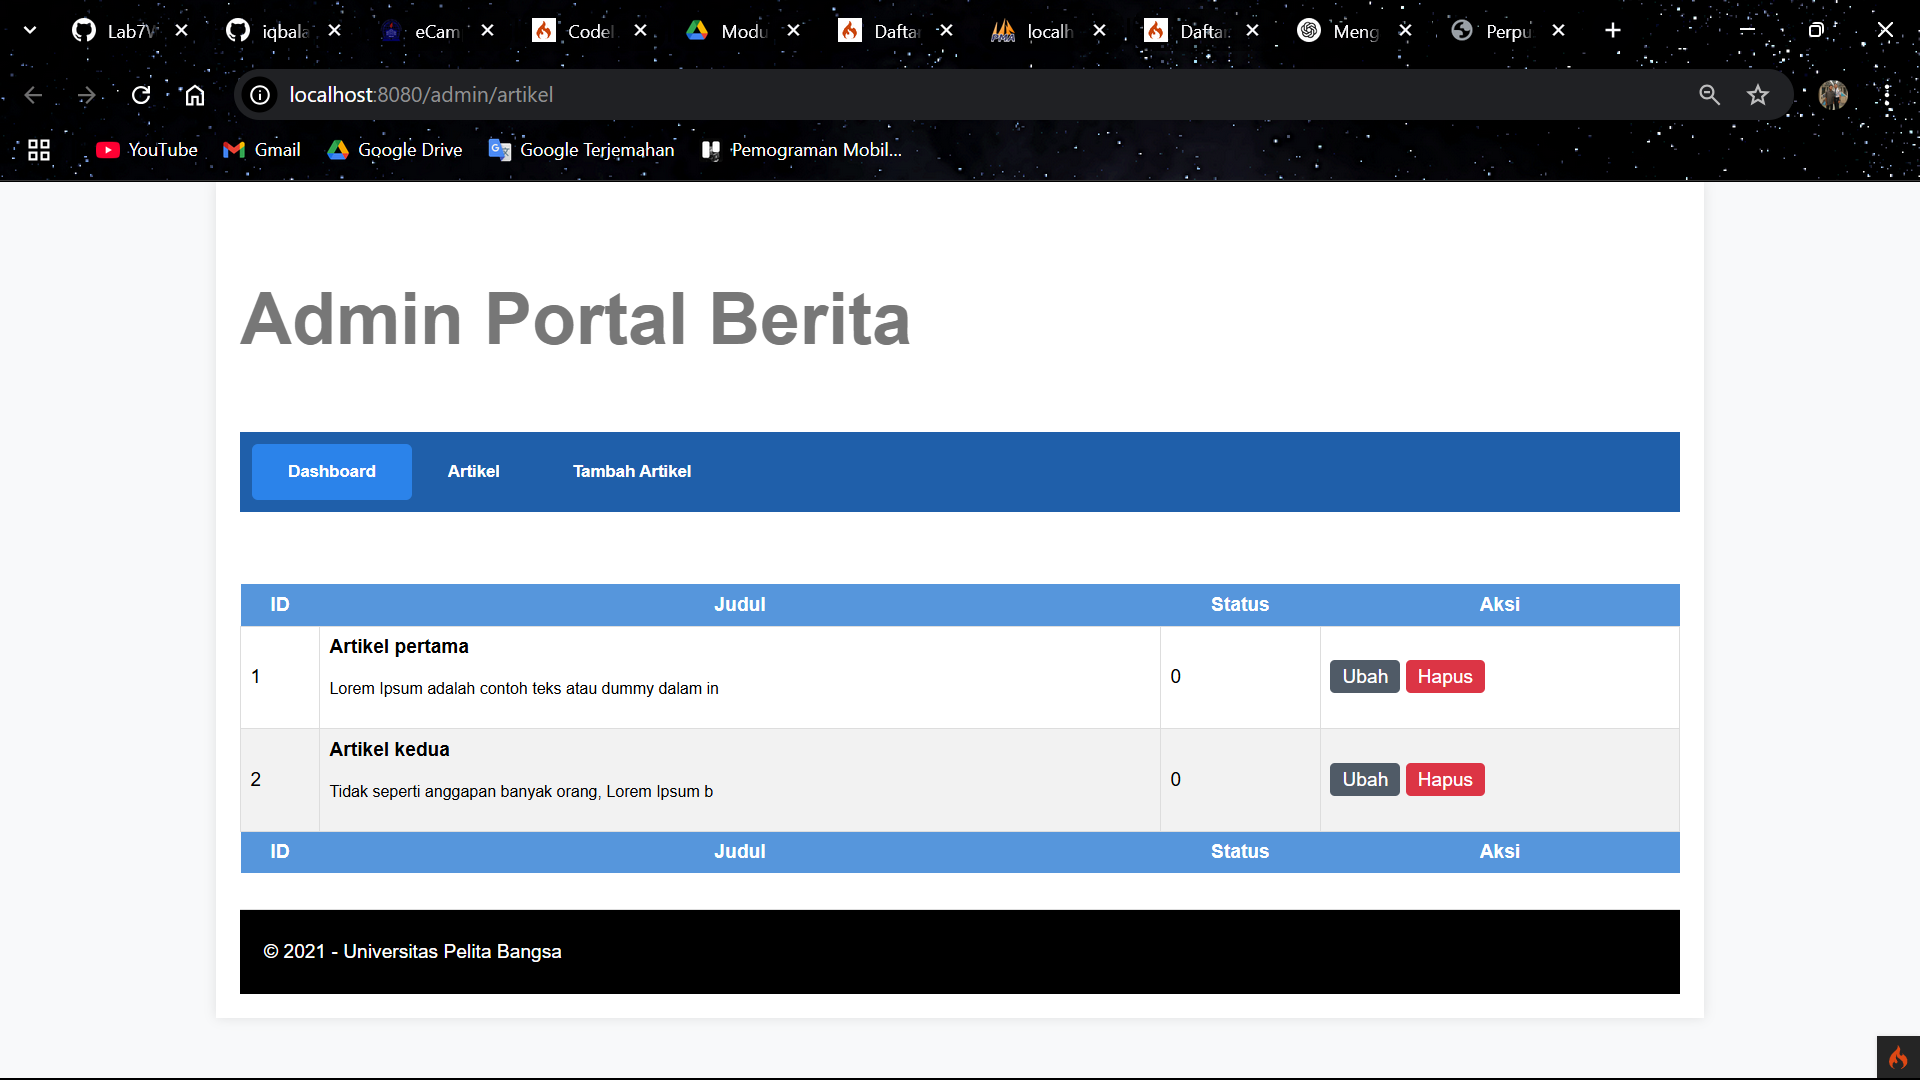 Lab7V iqbala eCam Codei Modu Dafta localh Daftar Meng Perpu
localhost:8080/admin/artikel
YouTube Gmail Google Drive Google Terjemahan Pemograman Mobil...
Admin Portal Berita
Dashboard Artikel Tambah Artikel
ID Judul Status Aksi
Artikel pertama
1 Lorem Ipsum adalah contoh teks atau dummy dalam in 0 Ubah Hapus
Artikel kedua
2 Tidak seperti anggapan banyak orang, Lorem Ipsum b 0 Ubah Hapus
ID Judul Status Aksi
© 2021 - Universitas Pelita Bangsa